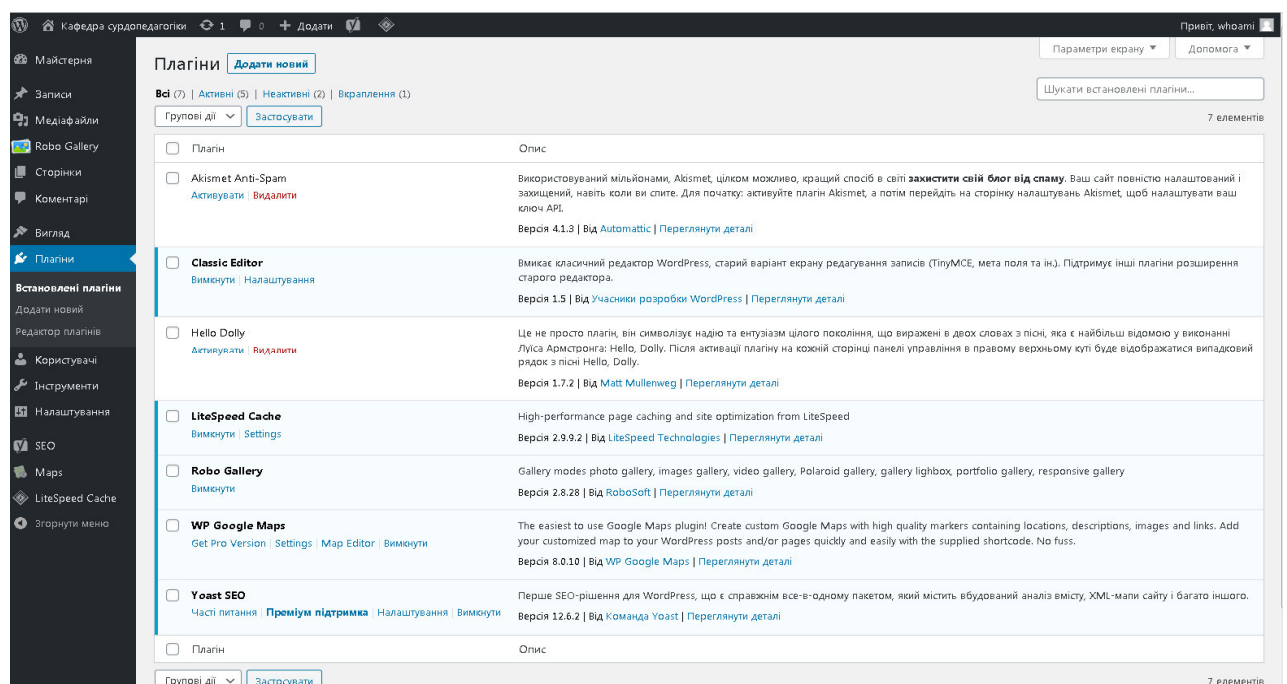 Кафедра сурдопедагогіки 1 0 + Додати Привіт, whoami
Параметри екрану Допомога
Майстерня
Записи
Медіафайли
Robo Gallery
Сторінки
Коментарі
Вигляд
Плагіни
Встановлені плагіни
Додати новий
Редактор плагінів
Користувачі
Інструменти
Налаштування
SEO
Maps
LiteSpeed Cache
Згорнути меню
Плагіни Додати новий
Всі (7) | Активні (5) | Неактивні (2) | Вкраплення (1)
Шукати встановлені плагіни...
Групові дії Застосувати
7 елементів
Плагін Опис
Akismet Anti-Spam
Активувати | Видалити
Використовуваний мільйонами, Akismet, цілком можливо, кращий спосіб в світі захистити свій блог від спаму. Ваш сайт повністю налаштований і
захищений, навіть коли ви спите. Для початку: активуйте плагін Akismet, а потім перейдіть на сторінку налаштувань Akismet, щоб налаштувати ваш
ключ API.
Версія 4.1.3 | Від Automattic | Переглянути деталі
Classic Editor
Вимкнути | Налаштування
Вмикає класичний редактор WordPress, старий варіант екрану редагування записів (TinyMCE, мета поля та ін.). Підтримує інші плагіни розширення
старого редактора.
Версія 1.5 | Від Учасники розробки WordPress | Переглянути деталі
Hello Dolly
Активувати | Видалити
Це не просто плагін, він символізує надію та ентузіазм цілого покоління, що виражені в двох словах з пісні, яка є найбільш відомою у виконанні
Луїса Армстронга: Hello, Dolly. Після активації плагіну на кожній сторінці панелі управління в правому верхньому куті буде відображатися випадковий
рядок з пісні Hello, Dolly.
Версія 1.7.2 | Від Matt Mullenweg | Переглянути деталі
LiteSpeed Cache
Вимкнути | Settings
High-performance page caching and site optimization from LiteSpeed
Версія 2.9.9.2 | Від LiteSpeed Technologies | Переглянути деталі
Robo Gallery
Вимкнути
Gallery modes photo gallery, images gallery, video gallery, Polaroid gallery, gallery lighbox, portfolio gallery, responsive gallery
Версія 2.8.28 | Від RoboSoft | Переглянути деталі
WP Google Maps
Get Pro Version | Settings | Map Editor | Вимкнути
The easiest to use Google Maps plugin! Create custom Google Maps with high quality markers containing locations, descriptions, images and links. Add
your customized map to your WordPress posts and/or pages quickly and easily with the supplied shortcode. No fuss.
Версія 8.0.10 | Від WP Google Maps | Переглянути деталі
Yoast SEO
Часті питання | Преміум підтримка | Налаштування | Вимкнути
Перше SEO-рішення для WordPress, що є справжнім все-в-одному пакетом, який містить вбудований аналіз вмісту, XML-мапи сайту і багато іншого.
Версія 12.6.2 | Від Команда Yoast | Переглянути деталі
Плагін Опис
Групові дії Застосувати
7 елементів